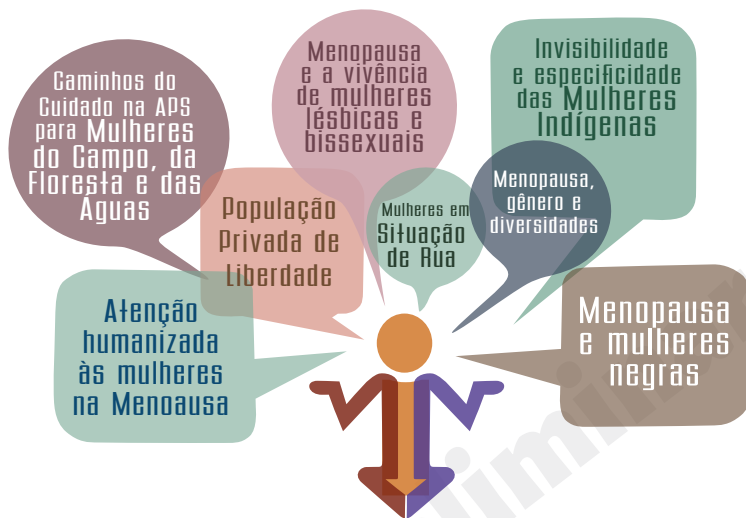 Caminhos do
Cuidado na APS
para Mulheres
do Campo, da
Floresta e das
Águas
Menopausa
e a vivência
de mulheres
lésbicas e
bissexuais
Invisibilidade
e especificidade
das Mulheres
Indígenas
População
Privada de
Liberdade
Mulheres em
Situação
de Rua
Menopausa,
gênero e
diversidades
Atenção
humanizada
às mulheres
na Menoausa
Menopausa
e mulheres
negras